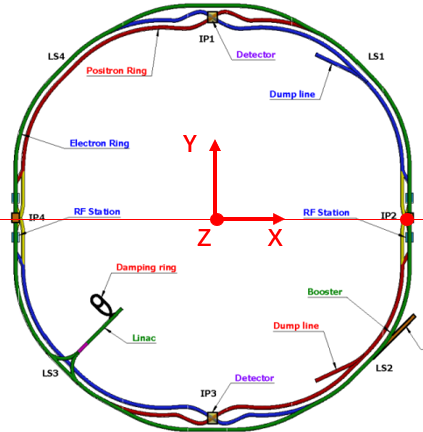 IP1
LS4
LS1
Detector
Positron Ring
Dump line
Electron Ring
Y
RF Station
RF Station
IP4
IP2
Z
X
Damping ring
Booster
Linac
Dump line
LS3
LS2
IP3
Detector